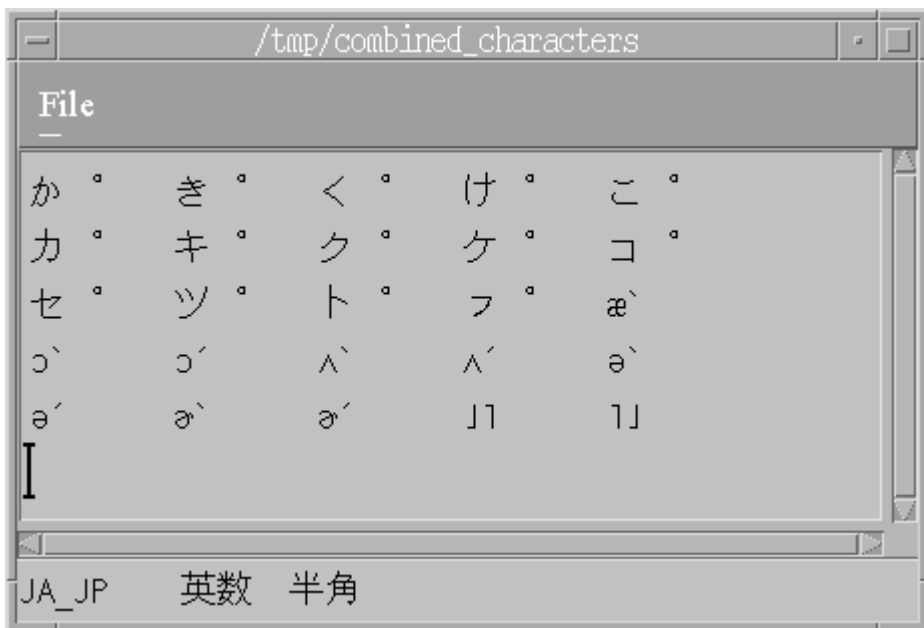 /tmp/combined_characters
File
か゚ き゚ く゚ け゚ こ゚
カ゚ キ゚ ク゚ ケ゚ コ゚
セ゚ ツ゚ ト゚ ㇷ゚ æ̀
ɔ̀ ɔ́ ʌ̀ ʌ́ ə̀
ə́ ɚ̀ ɚ́ ˩˥ ˥˩
JA_JP 英数 半角